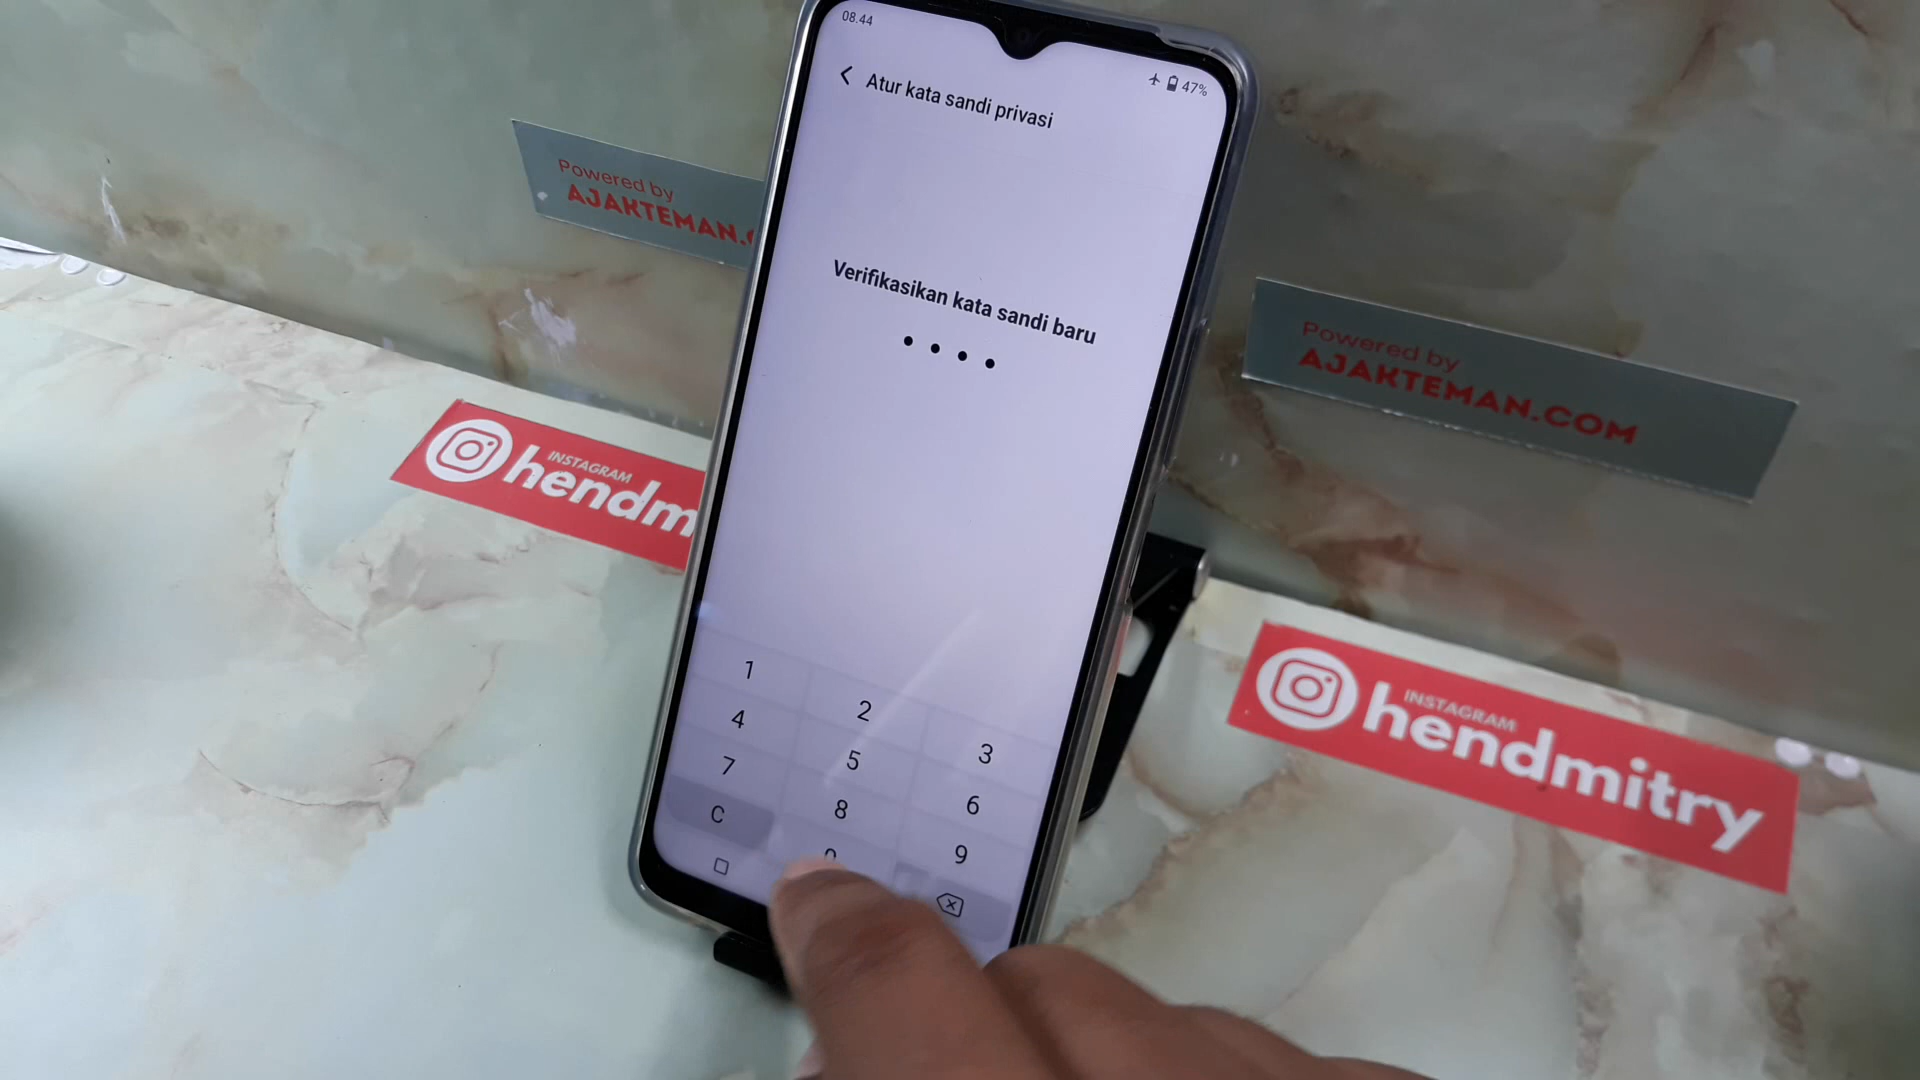 08.44
47%
Atur kata sandi privasi
Verifikasikan kata sandi baru
1
2
3
4
5
6
7
8
9
C
0
Powered by
AJAKTEMAN.
Powered by
AJAKTEMAN.COM
INSTAGRAM
hendm
INSTAGRAM
hendmitry